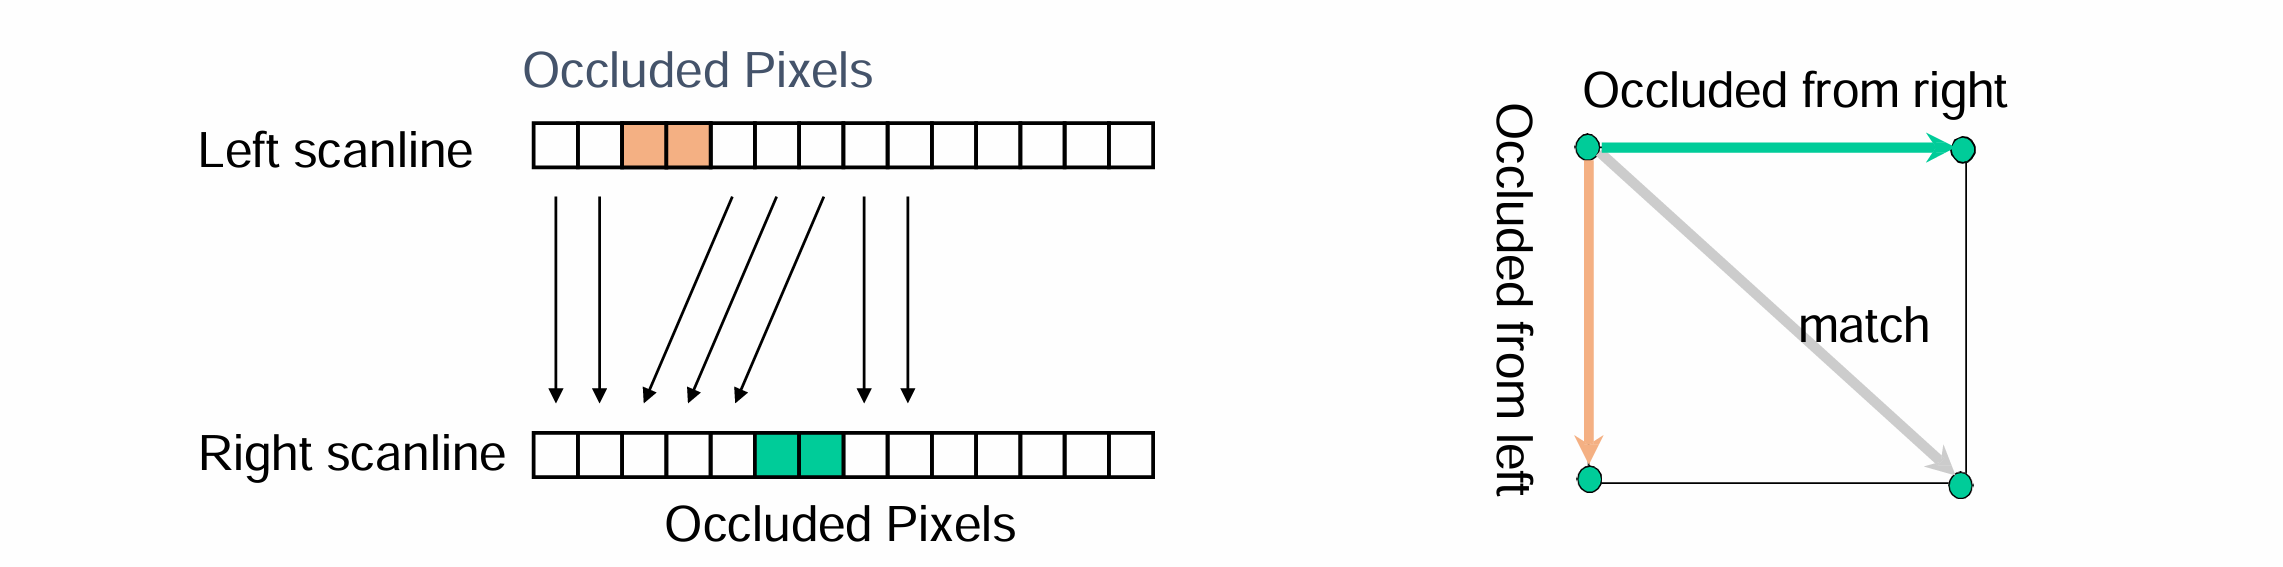 Occluded Pixels
Left scanline
Right scanline
Occluded Pixels
Occluded from right
Occluded from left
match